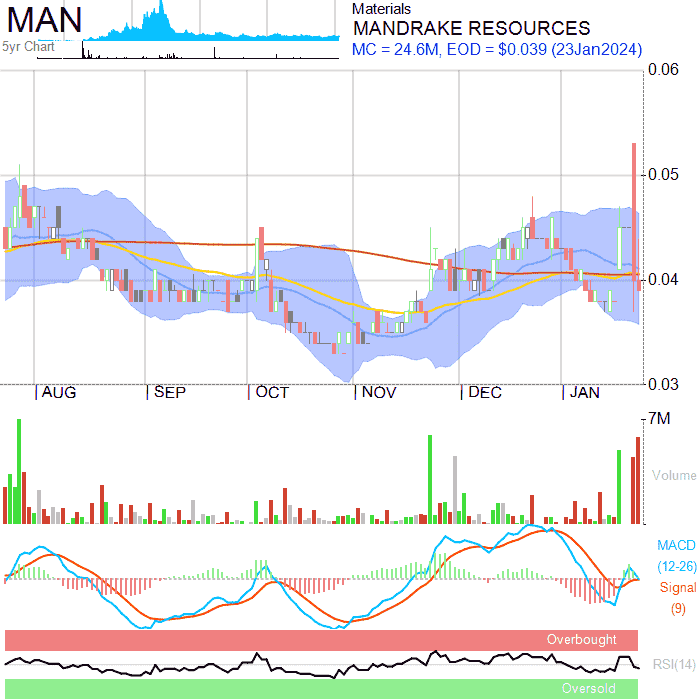 MAN
5yr Chart
Materials
MANDRAKE RESOURCES
MC = 24.6M, EOD = $0.039 (23Jan2024)
0.06
0.05
0.04
0.03
AUG SEP OCT NOV DEC JAN
7M
Volume
MACD
(12-26)
Signal
(9)
Overbought
RSI(14)
Oversold